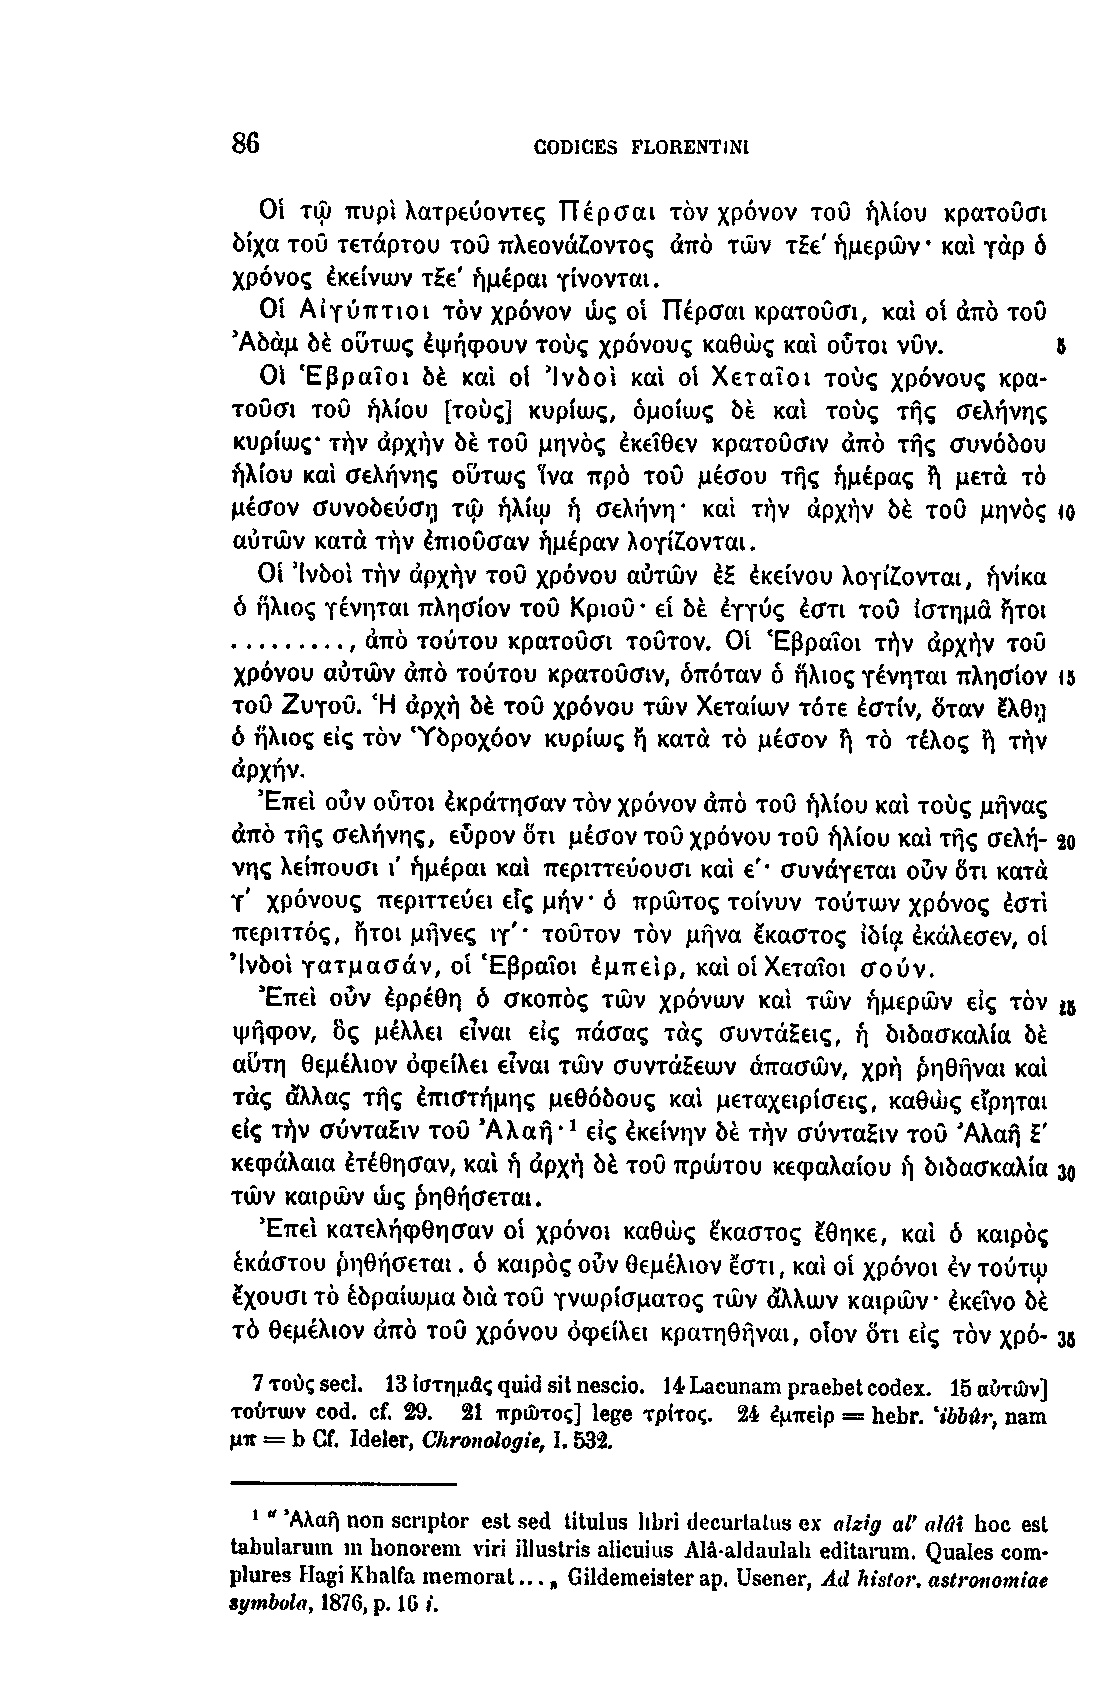 86 CODICES FLORENTINI
Οἱ τῷ πυρὶ λατρεύοντες Πέρσαι τὸν χρόνον τοῦ ἡλίου κρατοῦσι
δίχα τοῦ τετάρτου τοῦ πλεονάζοντος ἀπὸ τῶν τξε′ ἡμερῶν· καὶ γὰρ ὁ
χρόνος ἐκείνων τξε′ ἡμέραι γίνονται.
Οἱ Αἰγύπτιοι τὸν χρόνον ὡς οἱ Πέρσαι κρατοῦσι, καὶ οἱ ἀπὸ τοῦ
Ἀδὰμ δὲ οὕτως ἐψήφουν τοὺς χρόνους καθὼς καὶ οὗτοι νῦν. 5
Οἱ Ἑβραῖοι δὲ καὶ οἱ Ἰνδοὶ καὶ οἱ Χεταῖοι τοὺς χρόνους κρα-
τοῦσι τοῦ ἡλίου [τοὺς] κυρίως, ὁμοίως δὲ καὶ τοὺς τῆς σελήνης
κυρίως· τὴν ἀρχὴν δὲ τοῦ μηνὸς ἐκεῖθεν κρατοῦσιν ἀπὸ τῆς συνόδου
ἡλίου καὶ σελήνης οὕτως ἵνα πρὸ τοῦ μέσου τῆς ἡμέρας ἢ μετὰ τὸ
μέσον συνοδεύσῃ τῷ ἡλίῳ ἡ σελήνη· καὶ τὴν ἀρχὴν δὲ τοῦ μηνὸς 10
αὐτῶν κατὰ τὴν ἐπιοῦσαν ἡμέραν λογίζονται.
Οἱ Ἰνδοὶ τὴν ἀρχὴν τοῦ χρόνου αὐτῶν ἐξ ἐκείνου λογίζονται, ἡνίκα
ὁ ἥλιος γένηται πλησίον τοῦ Κριοῦ· εἰ δὲ ἐγγύς ἐστι τοῦ ἱστημᾶ ἤτοι
........., ἀπὸ τούτου κρατοῦσι τοῦτον. Οἱ Ἑβραῖοι τὴν ἀρχὴν τοῦ
χρόνου αὐτῶν ἀπὸ τούτου κρατοῦσιν, ὁπόταν ὁ ἥλιος γένηται πλησίον 15
τοῦ Ζυγοῦ. Ἡ ἀρχὴ δὲ τοῦ χρόνου τῶν Χεταίων τότε ἐστίν, ὅταν ἔλθῃ
ὁ ἥλιος εἰς τὸν Ὑδροχόον κυρίως ἢ κατὰ τὸ μέσον ἢ τὸ τέλος ἢ τὴν
ἀρχήν.
Ἐπεὶ οὖν οὗτοι ἐκράτησαν τὸν χρόνον ἀπὸ τοῦ ἡλίου καὶ τοὺς μῆνας
ἀπὸ τῆς σελήνης, εὗρον ὅτι μέσον τοῦ χρόνου τοῦ ἡλίου καὶ τῆς σελή- 20
νης λείπουσι ι′ ἡμέραι καὶ περιττεύουσι καὶ ε′· συνάγεται οὖν ὅτι κατὰ
γ′ χρόνους περιττεύει εἷς μήν· ὁ πρῶτος τοίνυν τούτων χρόνος ἐστὶ
περιττός, ἤτοι μῆνες ιγ′· τοῦτον τὸν μῆνα ἕκαστος ἰδίᾳ ἐκάλεσεν, οἱ
Ἰνδοὶ γατμασάν, οἱ Ἑβραῖοι ἐμπεὶρ, καὶ οἱ Χεταῖοι σούν.
Ἐπεὶ οὖν ἐρρέθη ὁ σκοπὸς τῶν χρόνων καὶ τῶν ἡμερῶν εἰς τὸν 25
ψῆφον, ὃς μέλλει εἶναι εἰς πάσας τὰς συντάξεις, ἡ διδασκαλία δὲ
αὕτη θεμέλιον ὀφείλει εἶναι τῶν συντάξεων ἁπασῶν, χρὴ ῥηθῆναι καὶ
τὰς ἄλλας τῆς ἐπιστήμης μεθόδους καὶ μεταχειρίσεις, καθὼς εἴρηται
εἰς τὴν σύνταξιν τοῦ Ἀλαῆ·¹ εἰς ἐκείνην δὲ τὴν σύνταξιν τοῦ Ἀλαῆ ξ′
κεφάλαια ἐτέθησαν, καὶ ἡ ἀρχὴ δὲ τοῦ πρώτου κεφαλαίου ἡ διδασκαλία 30
τῶν καιρῶν ὡς ῥηθήσεται.
Ἐπεὶ κατελήφθησαν οἱ χρόνοι καθὼς ἕκαστος ἔθηκε, καὶ ὁ καιρὸς
ἑκάστου ῥηθήσεται. ὁ καιρὸς οὖν θεμέλιον ἔστι, καὶ οἱ χρόνοι ἐν τούτῳ
ἔχουσι τὸ ἑδραίωμα διὰ τοῦ γνωρίσματος τῶν ἄλλων καιρῶν· ἐκεῖνο δὲ
τὸ θεμέλιον ἀπὸ τοῦ χρόνου ὀφείλει κρατηθῆναι, οἷον ὅτι εἰς τὸν χρό- 35
7 τοὺς secl. 13 ἱστημᾶς quid sit nescio. 14 Lacunam praebet codex. 15 αὐτῶν]
τούτων cod. cf. 29. 21 πρῶτος] lege τρίτος. 24 ἐμπεὶρ = hebr. 'ibbûr, nam
μπ = b Cf. Ideler, Chronologie, I. 532.
¹ " Ἀλαῆ non scriptor est sed titulus libri decurtatus ex alzig al' alâi hoc est
tabularum in honorem viri illustris alicuius Alâ-aldaulah editarum. Quales com-
plures Hagi Khalfa memorat... „ Gildemeister ap. Usener, Ad histor. astronomiae
symbola, 1876, p. 16 i.